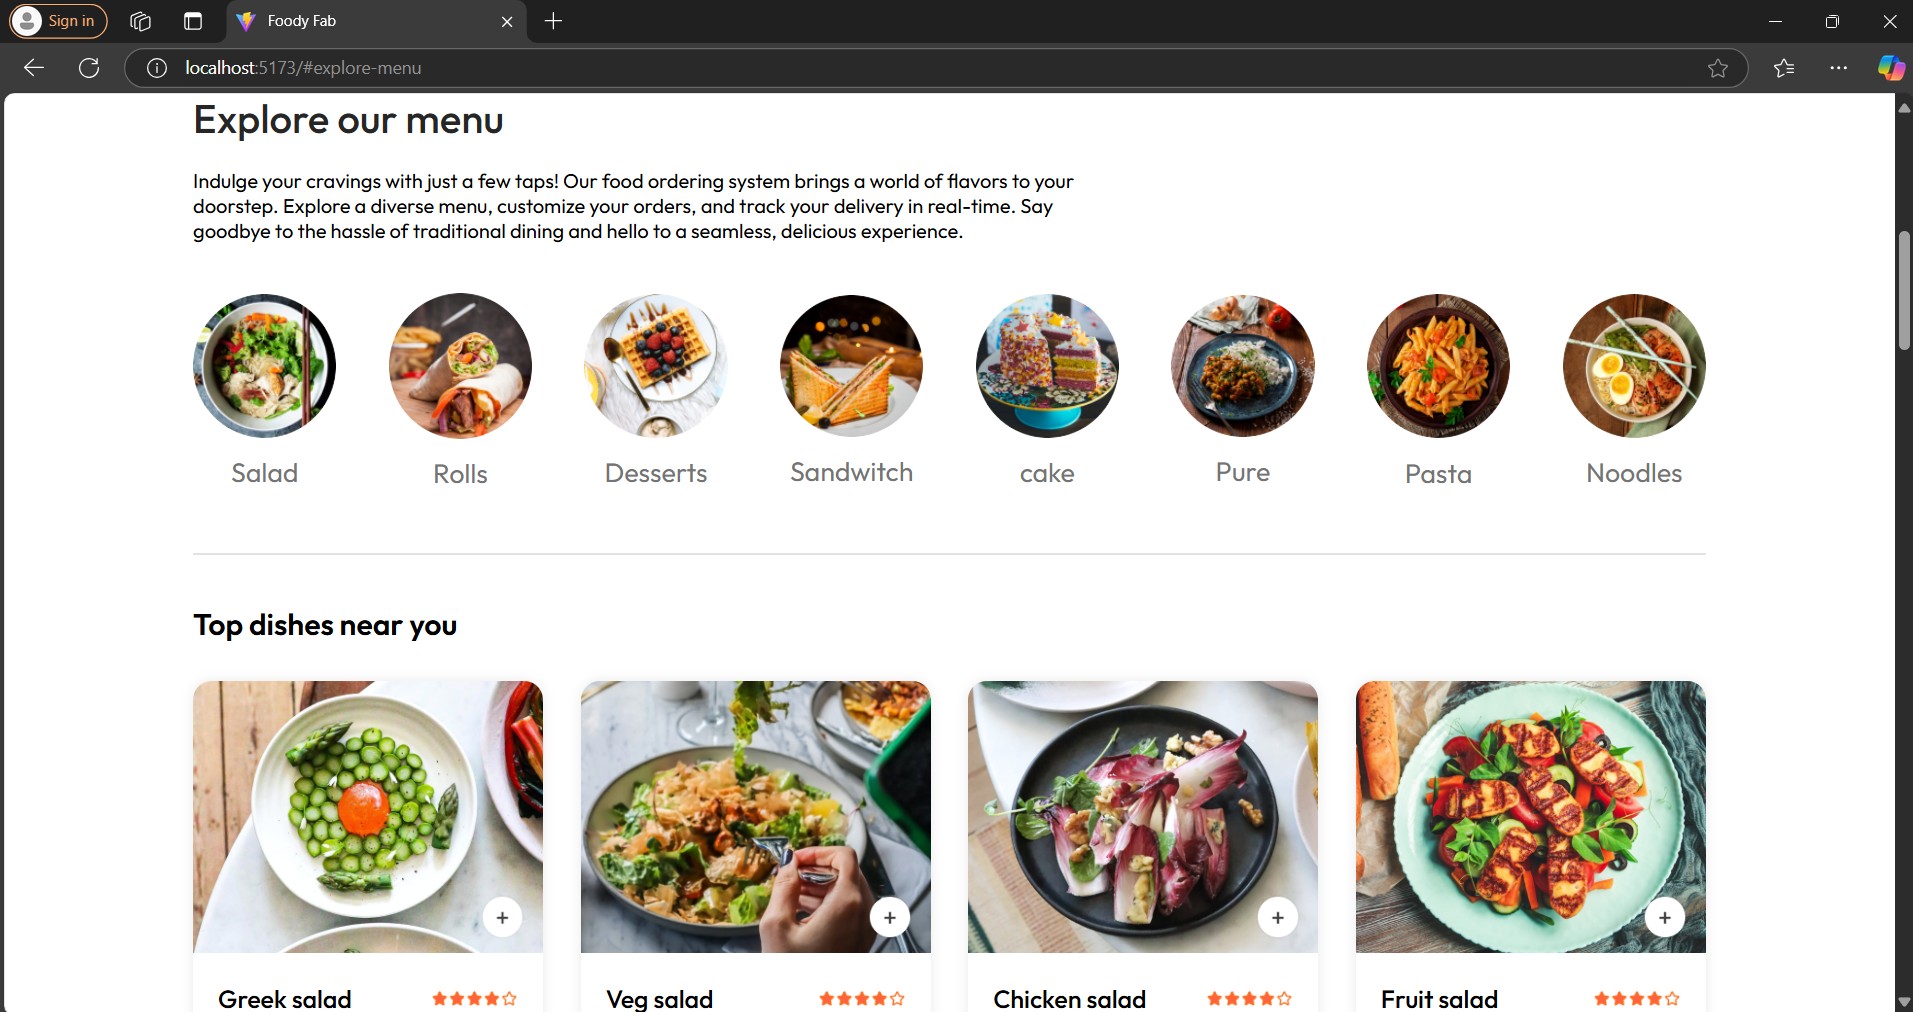 Sign in
Foody Fab
localhost:5173/#explore-menu
Explore our menu
Indulge your cravings with just a few taps! Our food ordering system brings a world of flavors to your
doorstep. Explore a diverse menu, customize your orders, and track your delivery in real-time. Say
goodbye to the hassle of traditional dining and hello to a seamless, delicious experience.
Salad Rolls Desserts Sandwitch cake Pure Pasta Noodles
Top dishes near you
Greek salad Veg salad Chicken salad Fruit salad